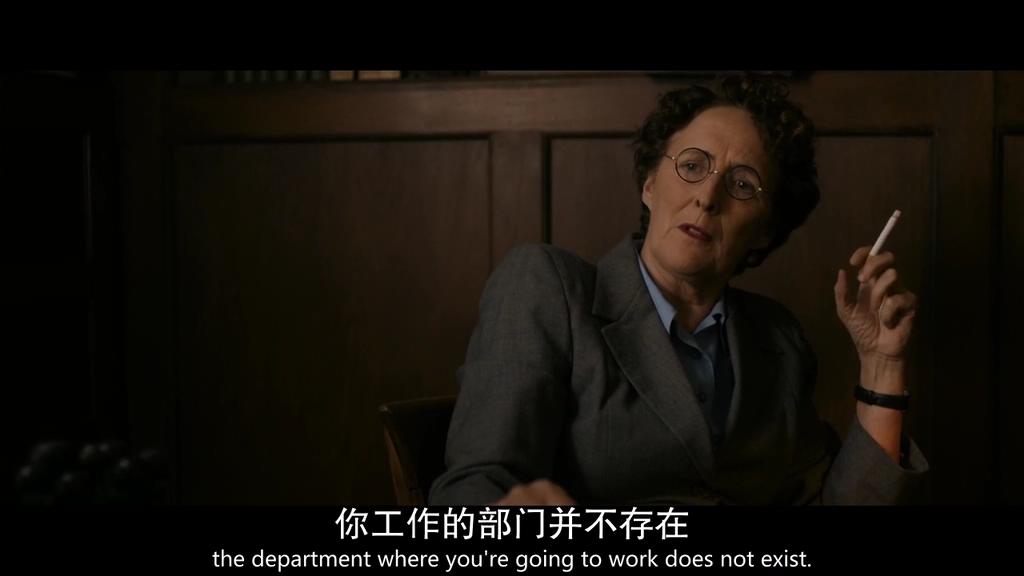 你工作的部门并不存在
the department where you're going to work does not exist.